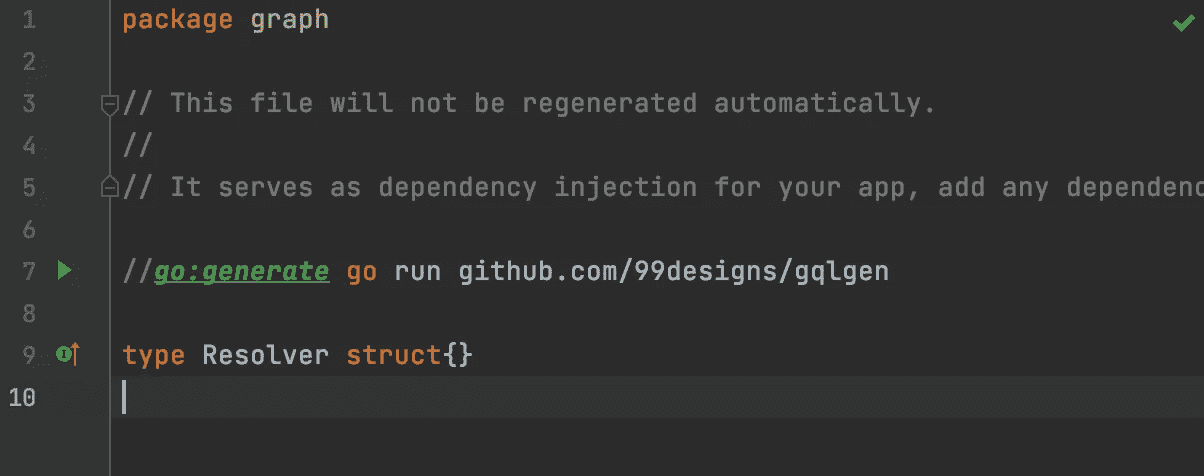 1 package graph
2
3 // This file will not be regenerated automatically.
4 //
5 // It serves as dependency injection for your app, add any
6
7 //go:generate go run github.com/99designs/gqlgen
8
9 type Resolver struct{}
10